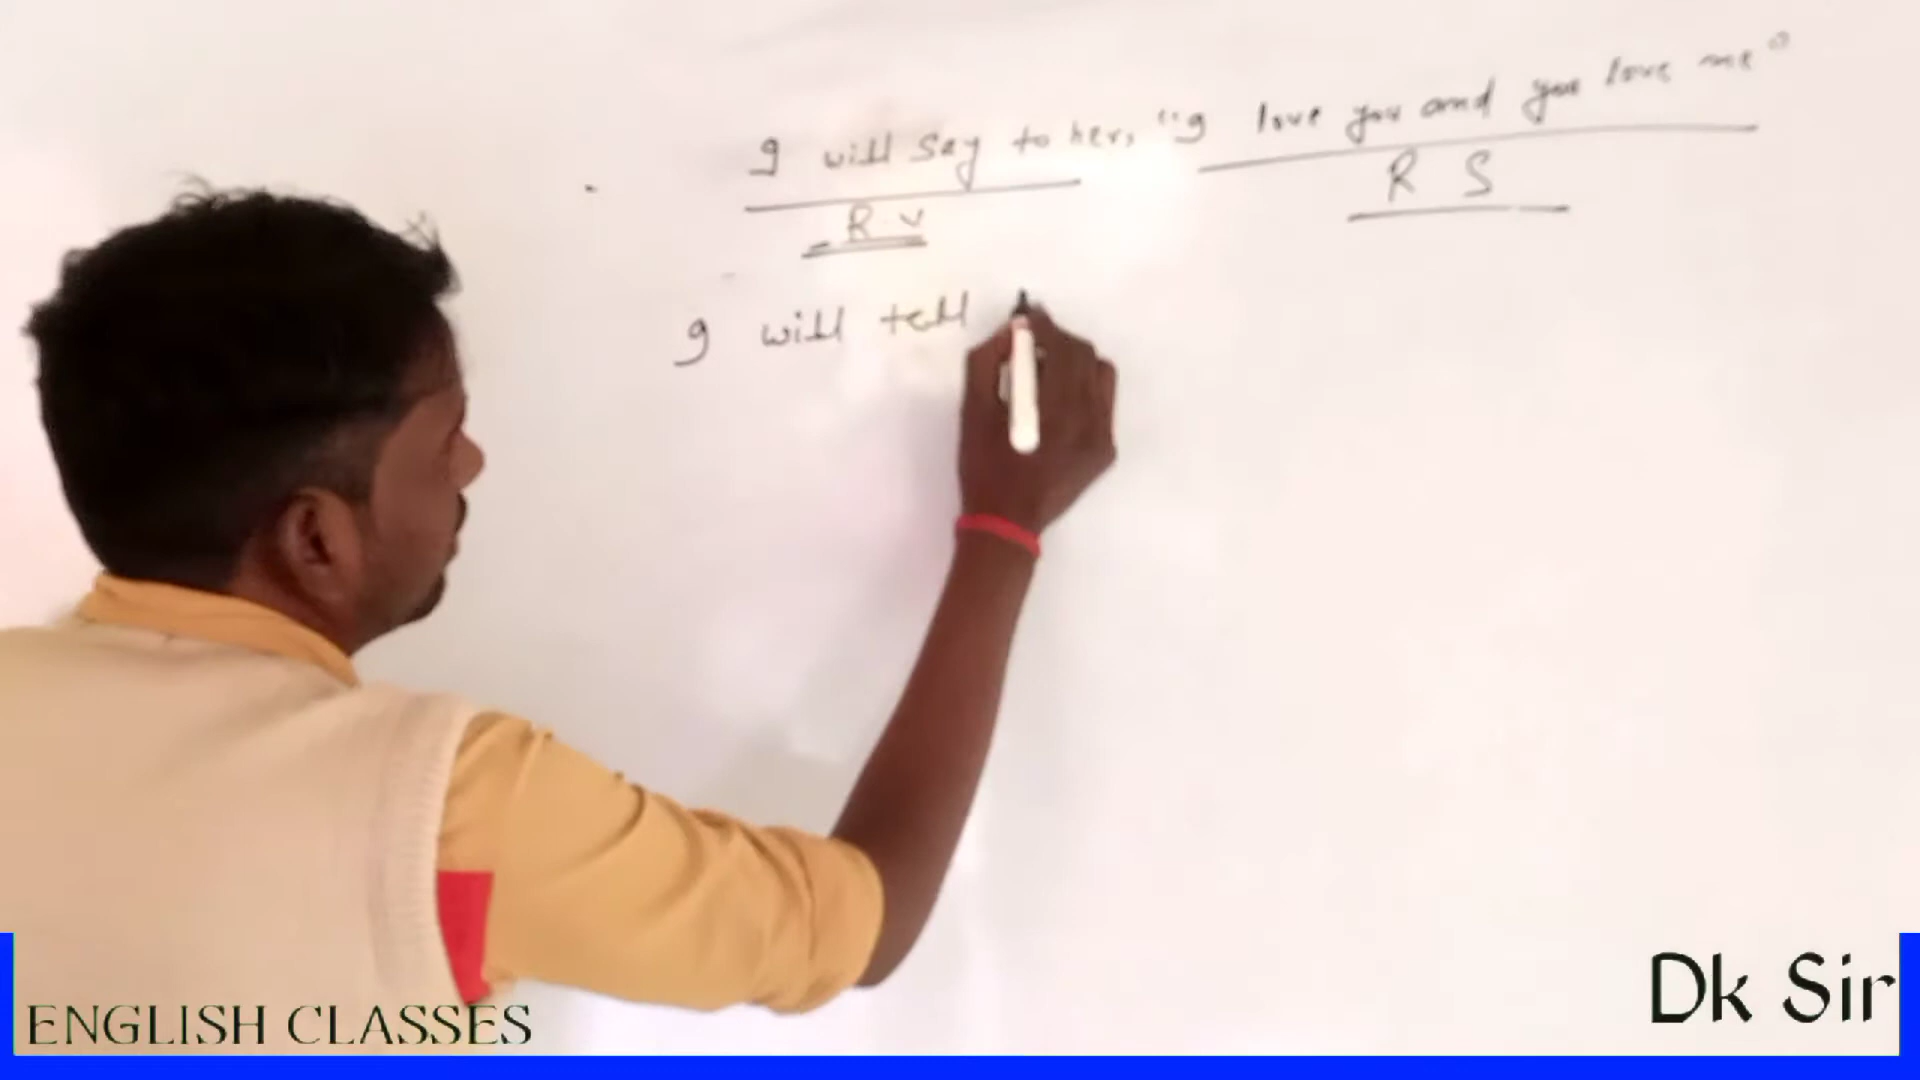 I will say to her, "I love you and you love me"
R V
R S
I will tell
ENGLISH CLASSES
Dk Sir